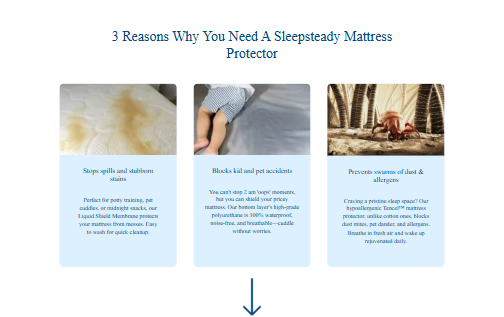 3 Reasons Why You Need A Sleepsteady Mattress
Protector
Stops spills and stubborn
stains
Perfect for potty training, pet
cuddles, or midnight snacks, our
Liquid Shield Membrane protects
your mattress from messes. Easy
to wash for quick cleanup.
Blocks kid and pet accidents
You can't stop 2 am 'oops' moments,
but you can shield your pricey
mattress. Our bottom layer's high-grade
polyurethane is 100% waterproof,
noise-free, and breathable—cuddle
without worries.
Prevents swarms of dust &
allergens
Craving a pristine sleep space? Our
hypoallergenic Tencel™ mattress
protector, unlike cotton ones, blocks
dust mites, pet dander, and allergens.
Breathe in fresh air and wake up
rejuvenated daily.